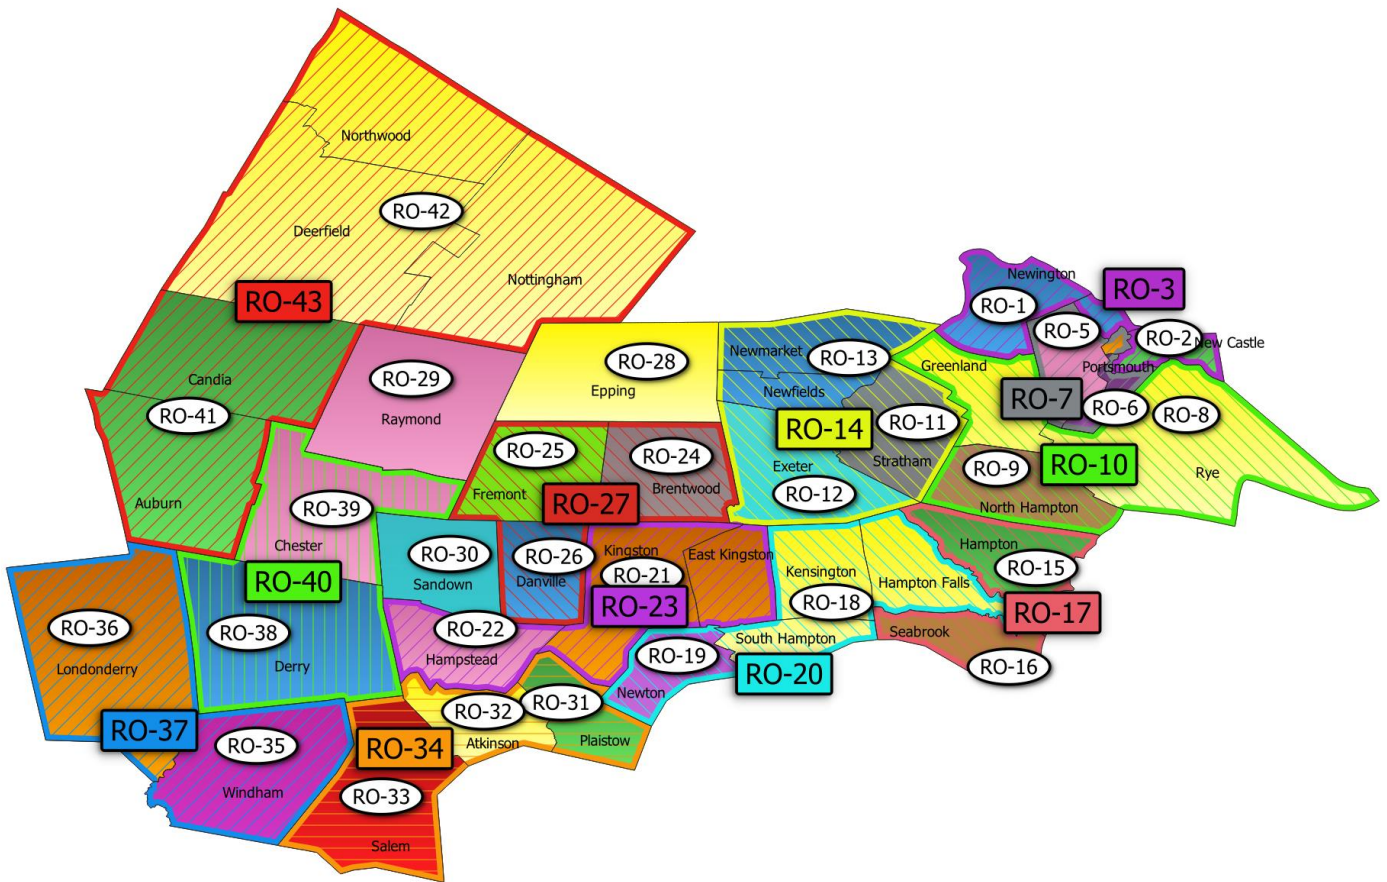 Northwood
RO-42
Deerfield
Nottingham
RO-43
Newington
RO-3
RO-1
RO-5
RO-2
New Castle
Newmarket
RO-13
Greenland
Portsmouth
RO-28
Epping
Candia
RO-29
Raymond
Newfields
RO-7
RO-6
RO-8
RO-41
RO-14
RO-11
RO-25
RO-24
Exeter
Stratham
RO-9
RO-10
Rye
Auburn
Fremont
Brentwood
RO-12
RO-27
North Hampton
RO-39
Chester
RO-30
Sandown
RO-26
Danville
Kingston
East Kingston
RO-21
Hampton
RO-15
RO-40
Kensington
Hampton Falls
RO-18
RO-23
RO-17
RO-36
Londonderry
RO-38
Derry
RO-22
Hampstead
South Hampton
Seabrook
RO-19
RO-20
RO-16
Newton
RO-37
RO-32
RO-31
Atkinson
Plaistow
RO-35
RO-34
Windham
RO-33
Salem